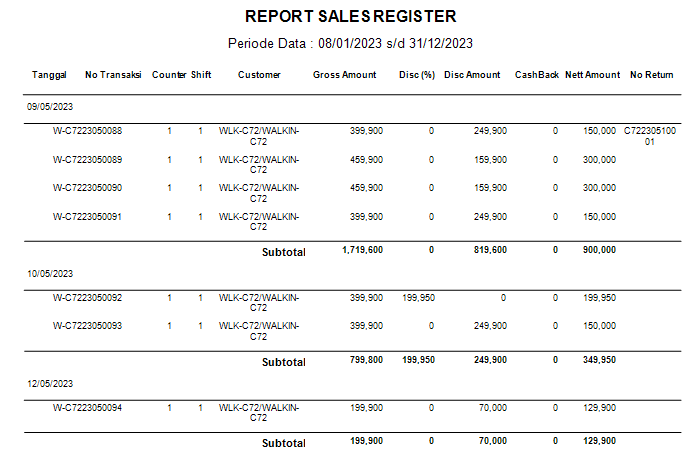 REPORT SALES REGISTER
Periode Data : 08/01/2023 s/d 31/12/2023
Tanggal No Transaksi Counter Shift Customer Gross Amount Disc (%) Disc Amount CashBack Nett Amount No Return
09/05/2023
W-C7223050088 1 1 WLK-C72/WALKIN- 399,900 0 249,900 0 150,000 C722305100
C72 01
W-C7223050089 1 1 WLK-C72/WALKIN- 459,900 0 159,900 0 300,000
C72
W-C7223050090 1 1 WLK-C72/WALKIN- 459,900 0 159,900 0 300,000
C72
W-C7223050091 1 1 WLK-C72/WALKIN- 399,900 0 249,900 0 150,000
C72
Subtotal 1,719,600 0 819,600 0 900,000
10/05/2023
W-C7223050092 1 1 WLK-C72/WALKIN- 399,900 199,950 0 0 199,950
C72
W-C7223050093 1 1 WLK-C72/WALKIN- 399,900 0 249,900 0 150,000
C72
Subtotal 799,800 199,950 249,900 0 349,950
12/05/2023
W-C7223050094 1 1 WLK-C72/WALKIN- 199,900 0 70,000 0 129,900
C72
Subtotal 199,900 0 70,000 0 129,900